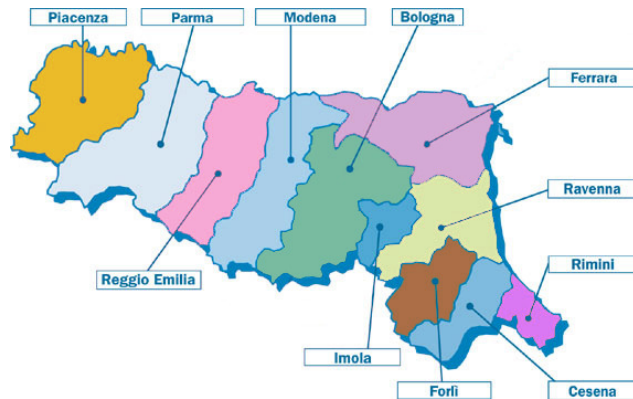 Piacenza
Parma
Modena
Bologna
Ferrara
Ravenna
Reggio Emilia
Rimini
Imola
Forlì
Cesena